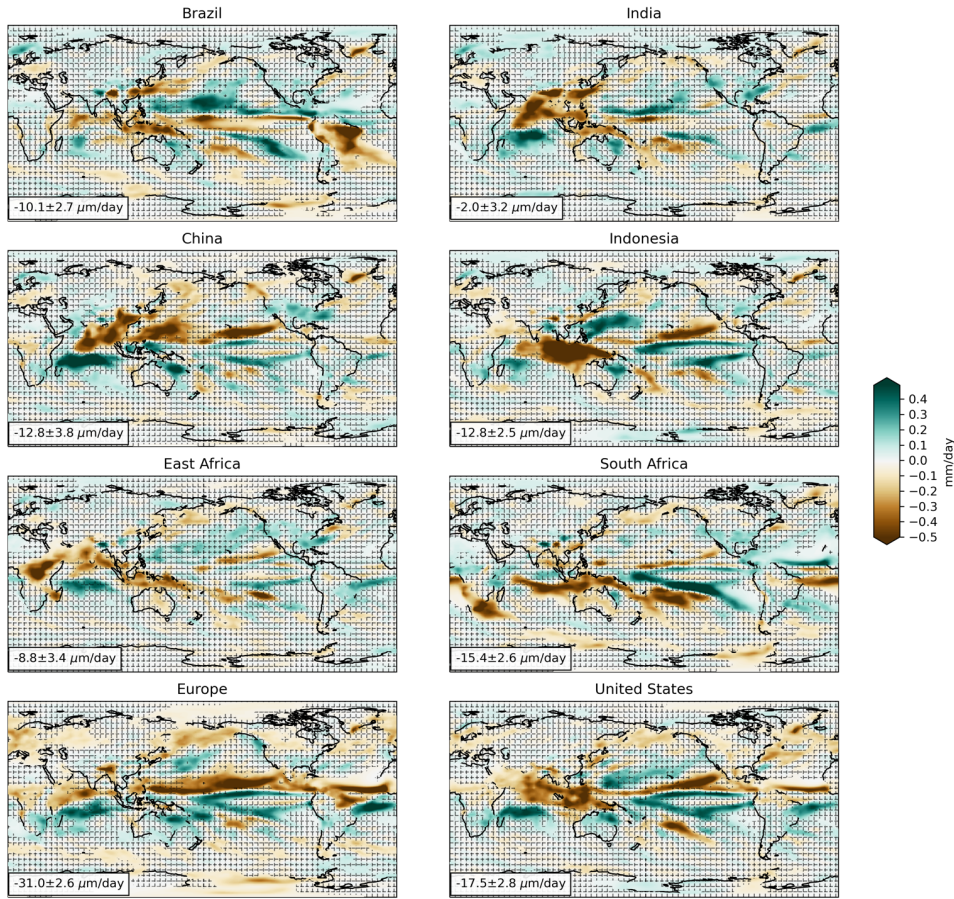 Brazil
India
-10.1±2.7 μm/day
-2.0±3.2 μm/day
China
Indonesia
-12.8±3.8 μm/day
-12.8±2.5 μm/day
East Africa
South Africa
-8.8±3.4 μm/day
-15.4±2.6 μm/day
Europe
United States
-31.0±2.6 μm/day
-17.5±2.8 μm/day
0.4
0.3
0.2
0.1
0.0
−0.1
−0.2
−0.3
−0.4
−0.5
mm/day